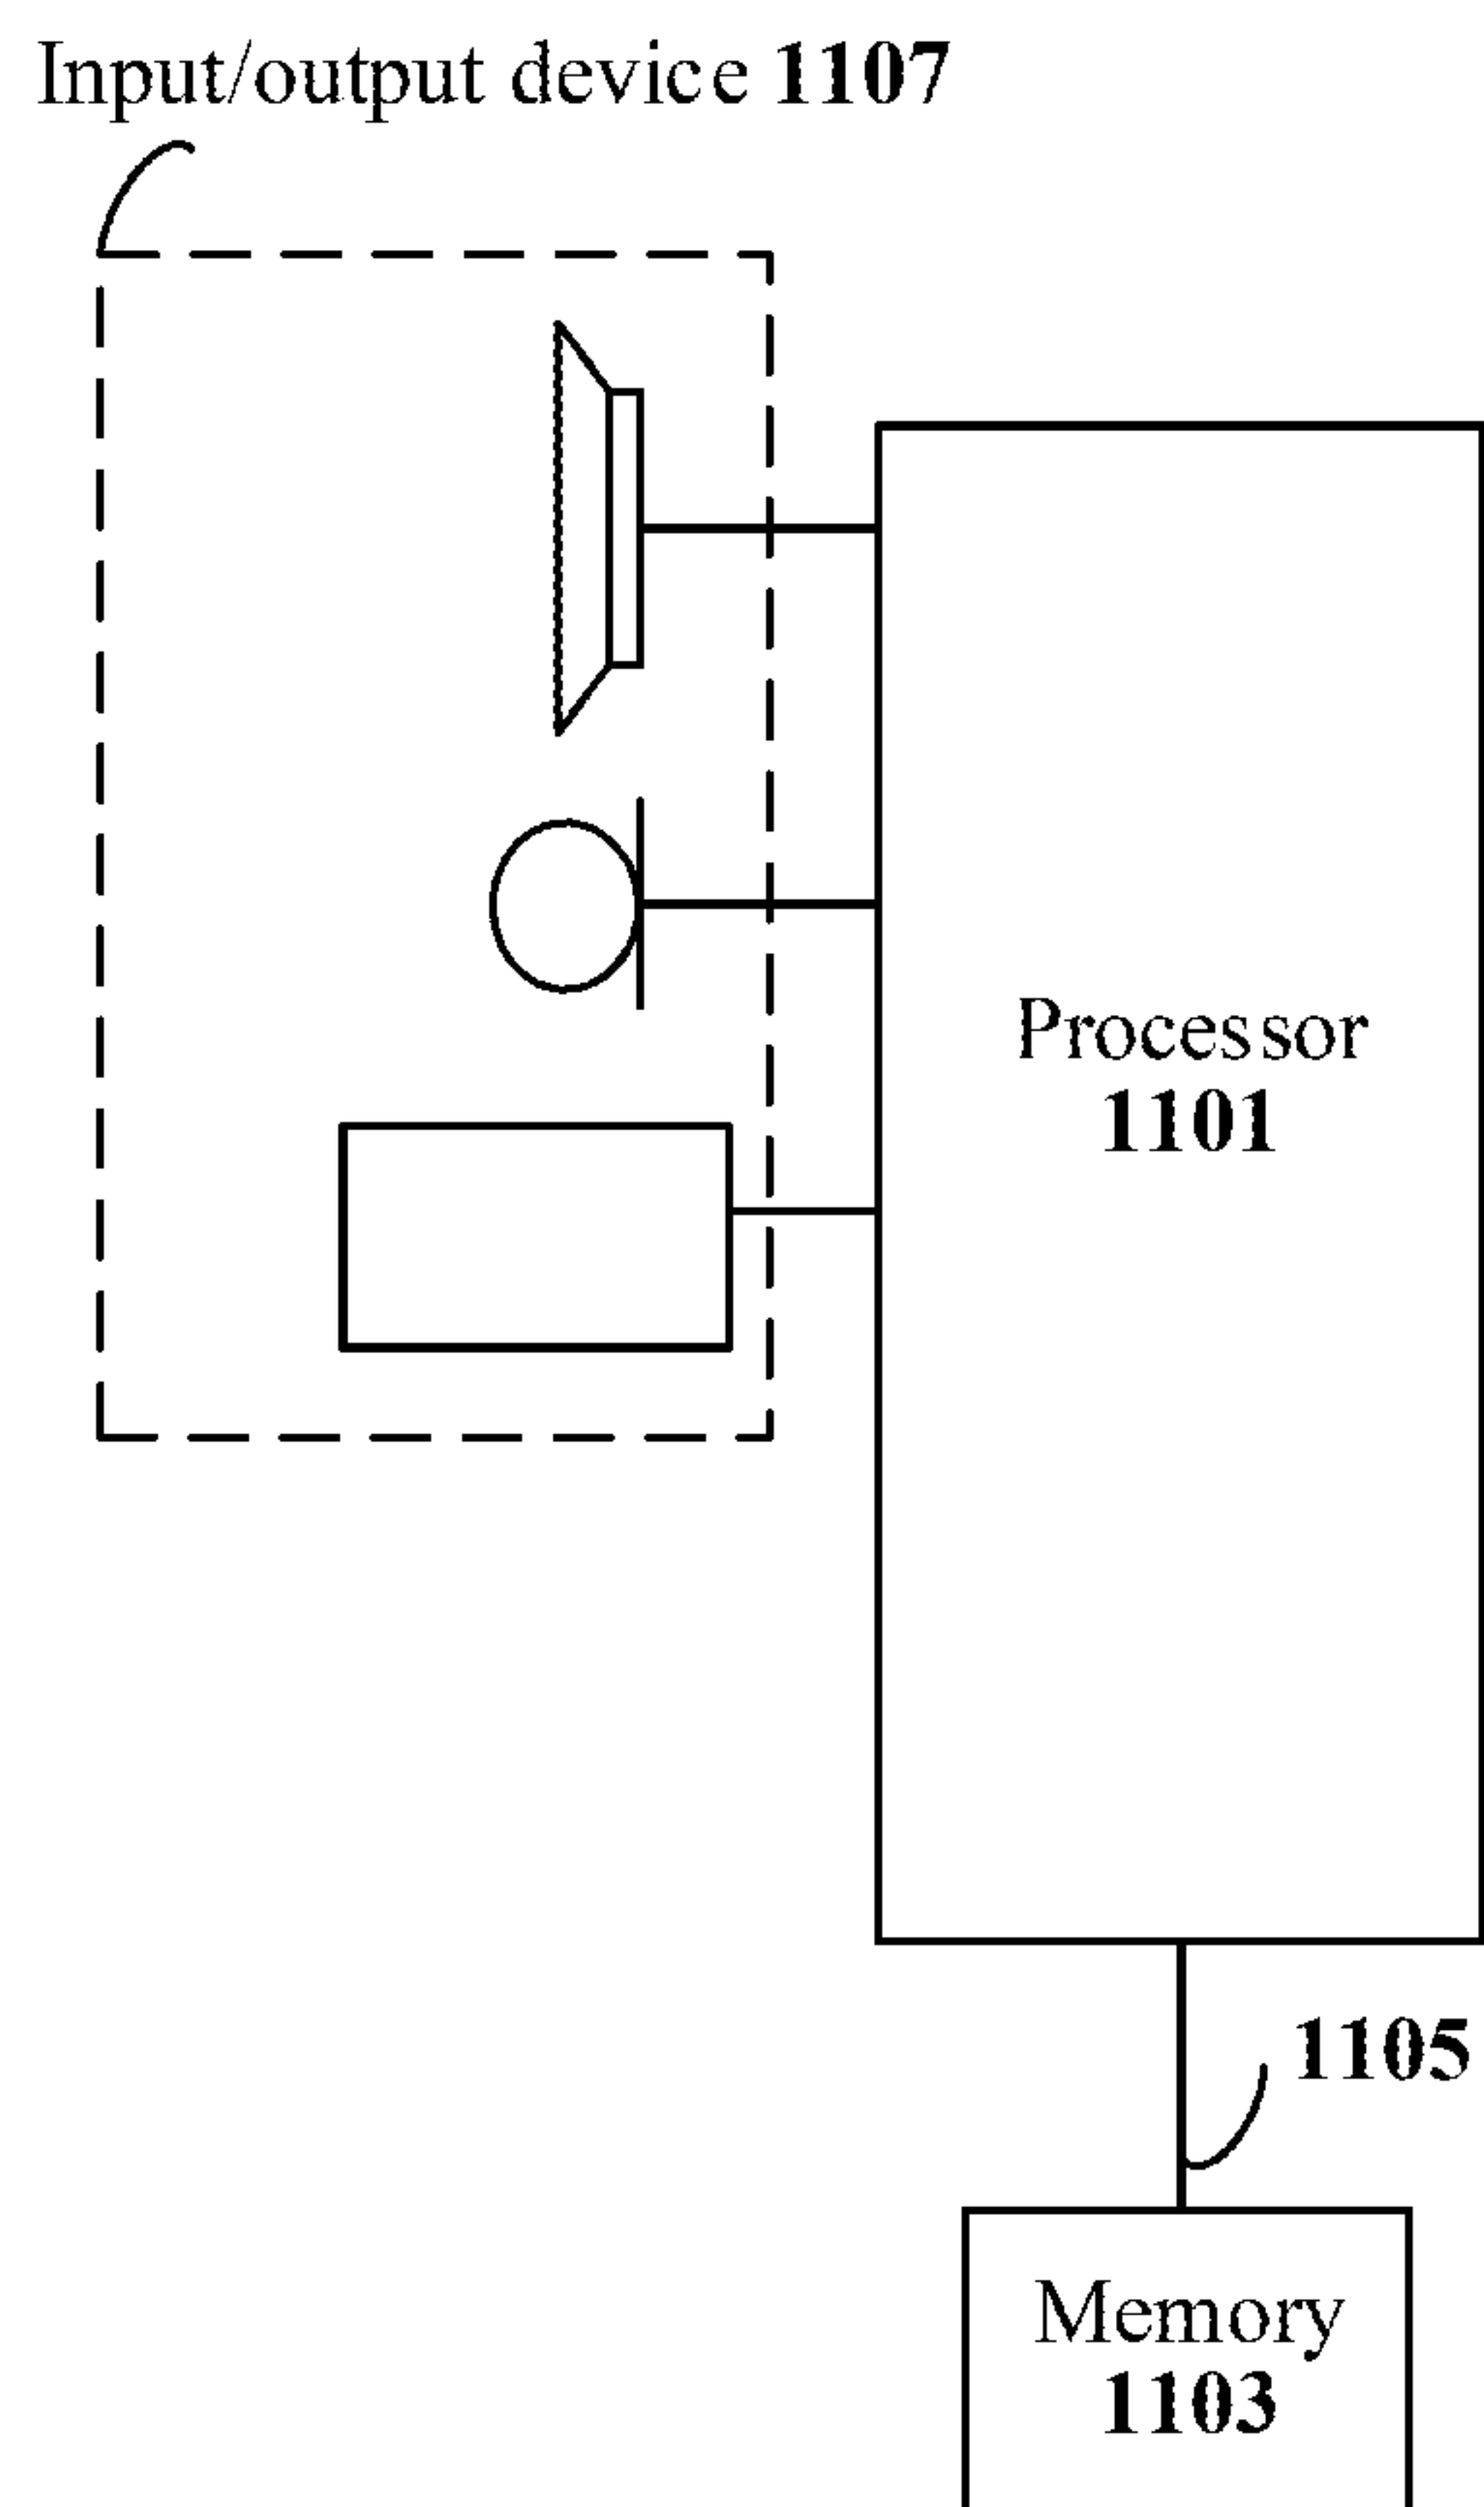 Input/output device 1107
Processor
1101
1105
Memory
1103